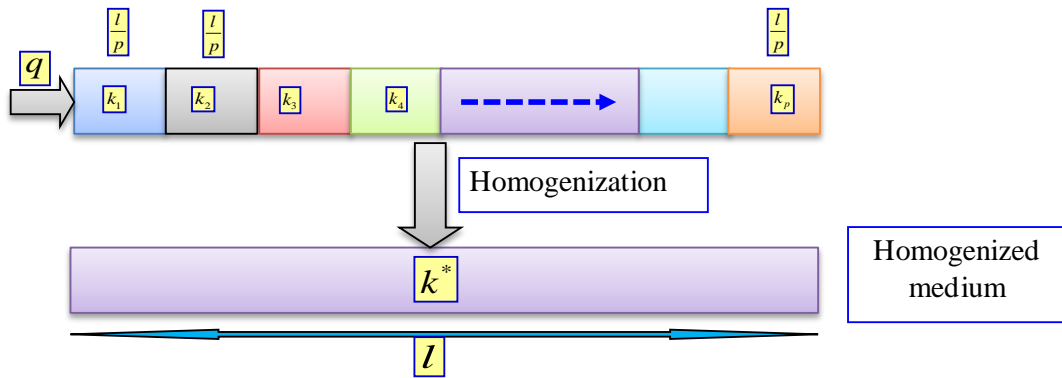 l/p l/p l/p
q
k₁ k₂ k₃ k₄ kₚ
Homogenization
k*
Homogenized
medium
l